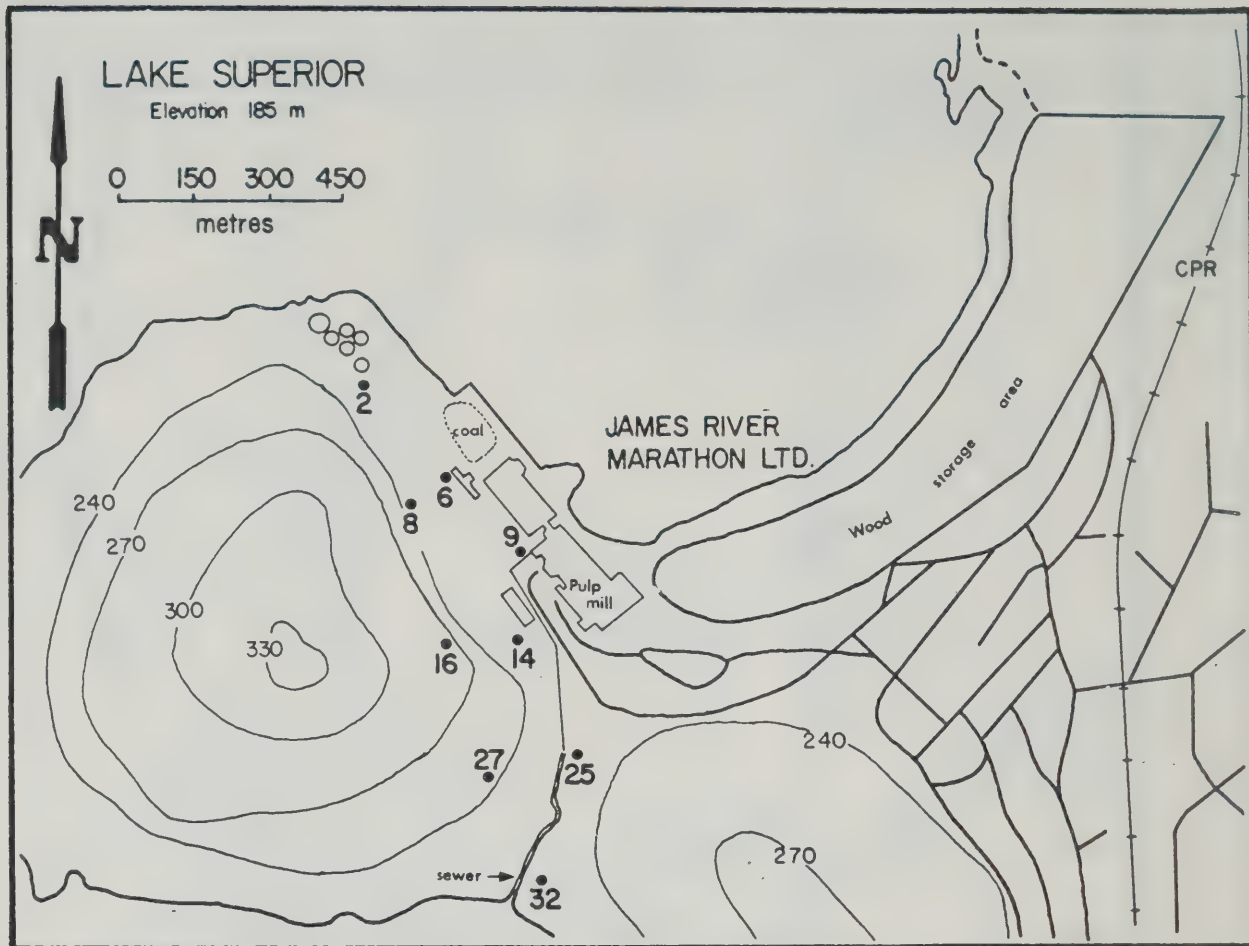 LAKE SUPERIOR
Elevation 185 m
0 150 300 450
metres
N
CPR
2
coal
JAMES RIVER
MARATHON LTD.
Wood storage area
6
8
240
270
9
Pulp
mill
300
330
16
14
240
27
25
270
sewer
32